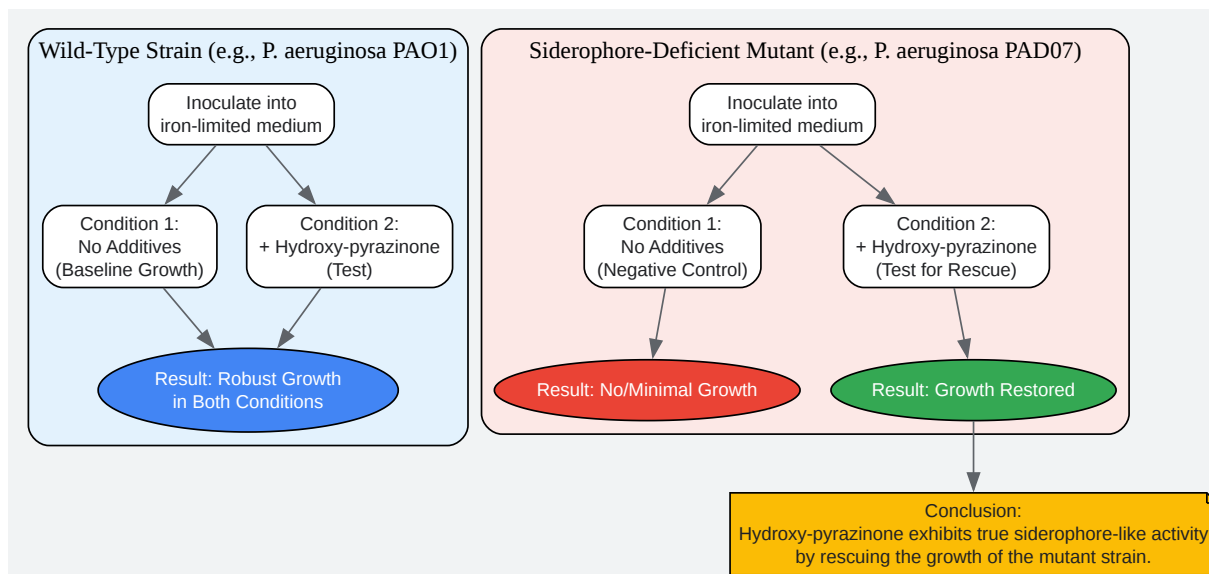 Wild-Type Strain (e.g., P. aeruginosa PAO1)
Inoculate into
iron-limited medium
Condition 1:
No Additives
(Baseline Growth)
Condition 2:
+ Hydroxy-pyrazinone
(Test)
Result: Robust Growth
in Both Conditions
Siderophore-Deficient Mutant (e.g., P. aeruginosa PAD07)
Inoculate into
iron-limited medium
Condition 1:
No Additives
(Negative Control)
Condition 2:
+ Hydroxy-pyrazinone
(Test for Rescue)
Result: No/Minimal Growth
Result: Growth Restored
Conclusion:
Hydroxy-pyrazinone exhibits true siderophore-like activity
by rescuing the growth of the mutant strain.